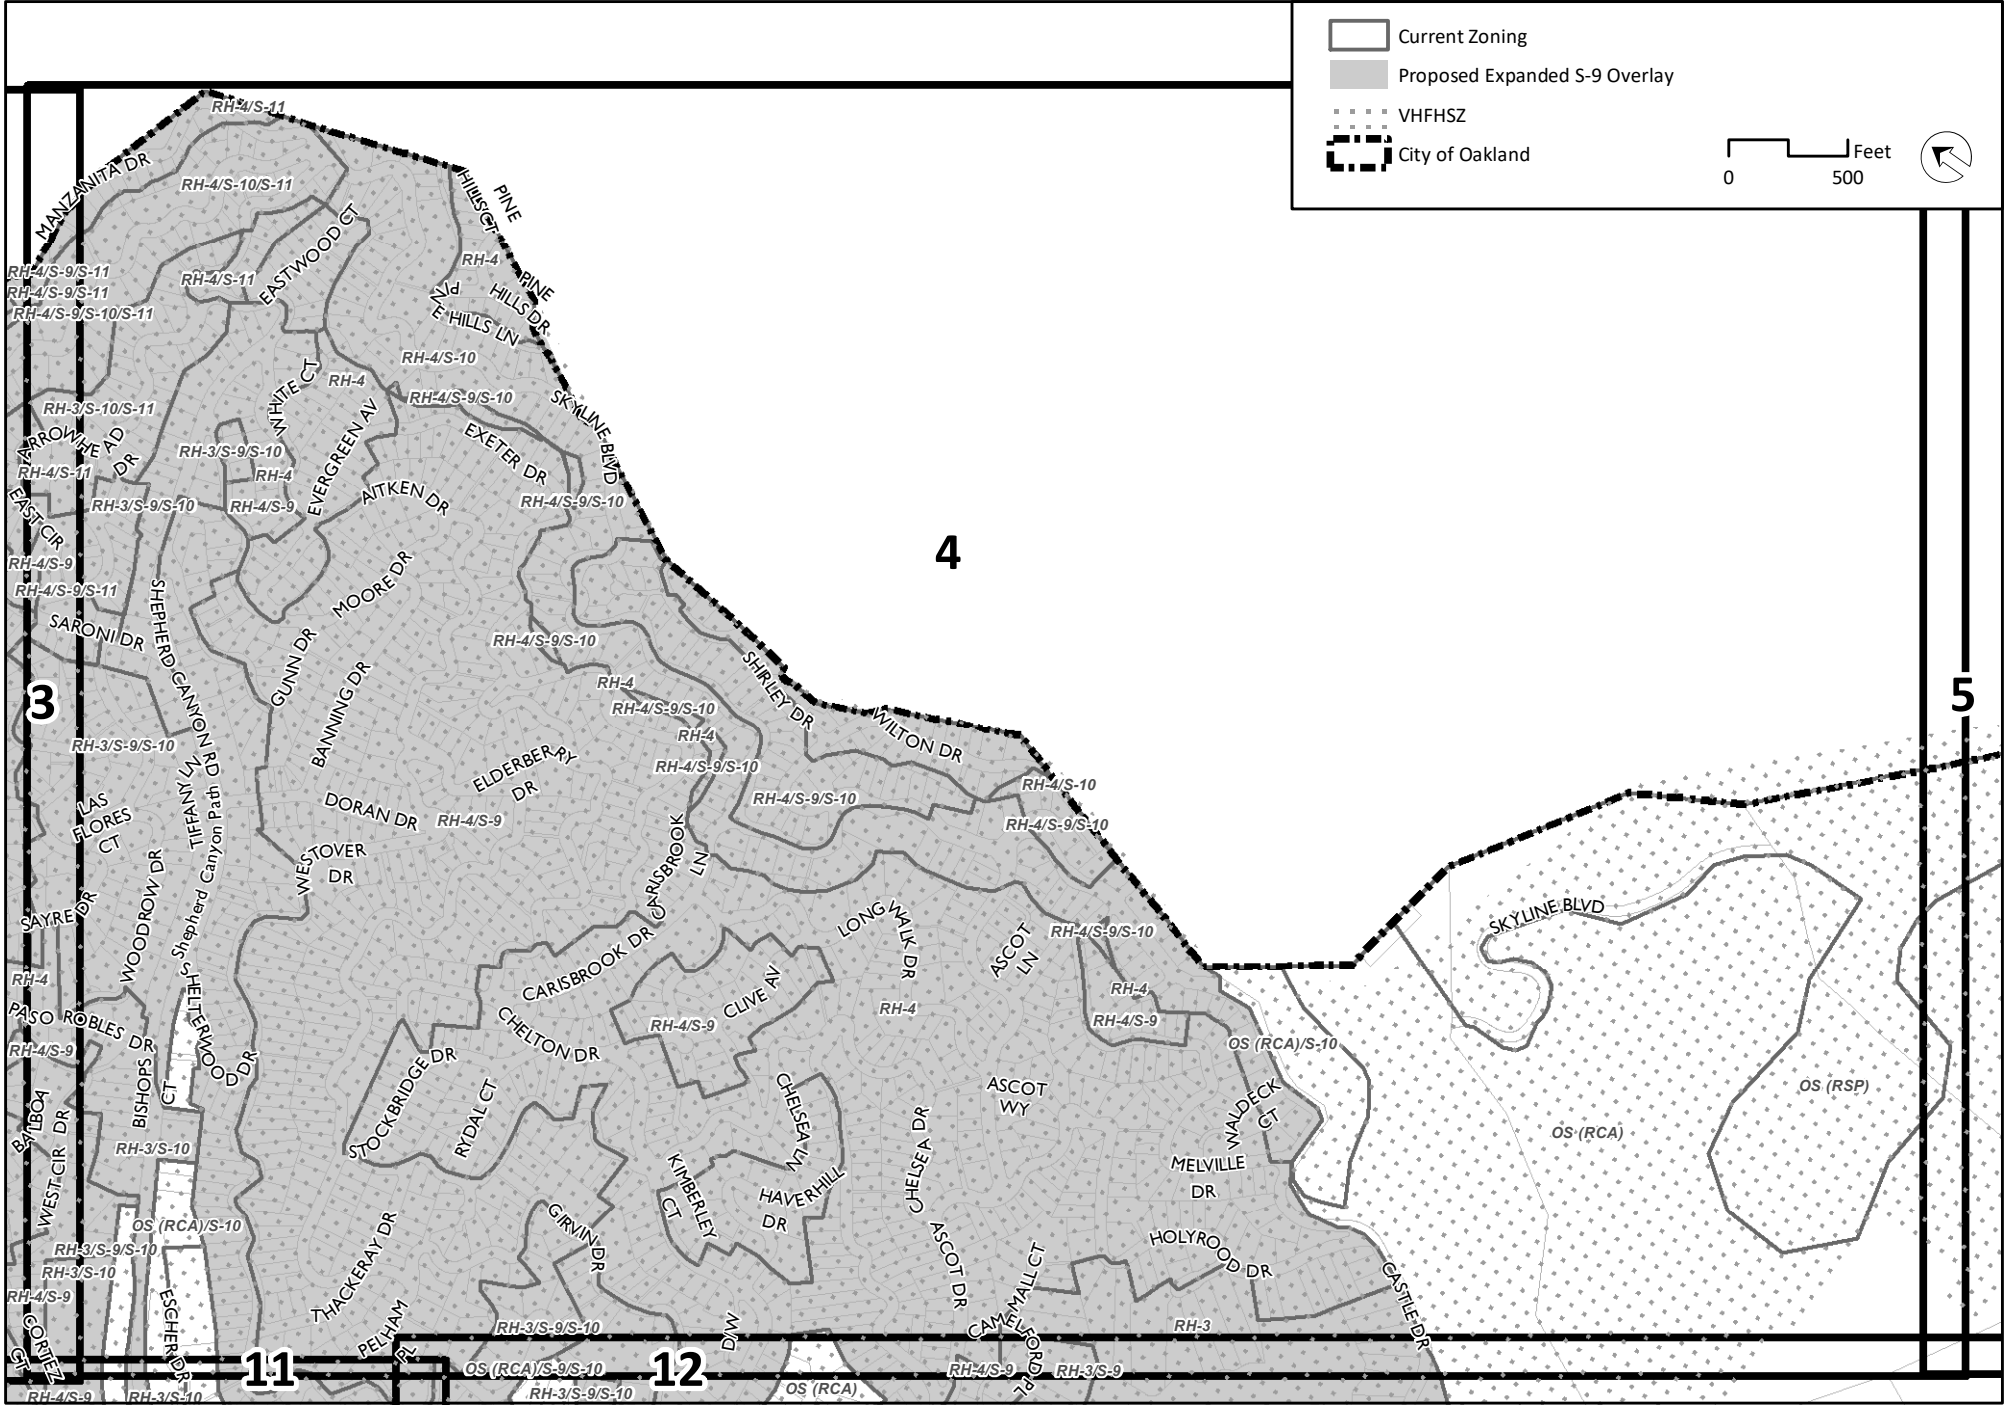 Current Zoning
Proposed Expanded S-9 Overlay
VHFHSZ
City of Oakland
Feet
0 500
RH-4/S-11
MANZANITA DR
RH-4/S-10/S-11
PINE
HILLS CT
EASTWOOD CT
RH-4
RH-4/S-9/S-11
RH-4/S-11
RH-4/S-9/S-11
PINE
HILLS DR
RH-4/S-9/S-10/S-11
PINE HILLS LN
RH-4/S-10
WHITE CT
RH-4
RH-4/S-9/S-10
RH-3/S-10/S-11
SKYLINE BLVD
ARROWHEAD
DR
EXETER DR
RH-3/S-9/S-10
EVERGREEN AV
RH-4/S-11
RH-4
AITKEN DR
RH-4/S-9/S-10
RH-3/S-9/S-10
RH-4/S-9
EAST CIR
4
RH-4/S-9
RH-4/S-9/S-11
MOORE DR
SARONI DR
SHEPHERD CANYON RD
RH-4/S-9/S-10
GUNN DR
RH-4
SHIRLEY DR
3
5
BANNING DR
RH-4/S-9/S-10
RH-4
WILTON DR
RH-3/S-9/S-10
ELDERBERRY
DR
RH-4/S-9/S-10
TIFFANY LN
RH-4/S-10
RH-4/S-9/S-10
LAS
FLORES
CT
DORAN DR
RH-4/S-9
RH-4/S-9/S-10
Shepherd Canyon Path Rd
WESTOVER
DR
CARISBROOK
LN
WOODROW DR
SAYRE DR
SKYLINE BLVD
LONG WALK DR
RH-4/S-9/S-10
ASCOT
LN
CARISBROOK DR
RH-4
CLIVE AV
RH-4
SHELTERWOOD DR
RH-4
PASO ROBLES DR
RH-4/S-9
RH-4/S-9
CHELTON DR
OS (RCA)/S-10
RH-4/S-9
BISHOPS
CT
STOCKBRIDGE DR
RYDAL CT
ASCOT
WY
OS (RSP)
CHELSEA LN
BALBOA
WALDECK
CT
OS (RCA)
WEST CIR DR
RH-3/S-10
CHELSEA DR
KIMBERLEY
CT
MELVILLE
DR
HAVERHILL
DR
OS (RCA)/S-10
GIRVIN DR
THACKERAY DR
RH-3/S-9/S-10
HOLYROOD DR
ASCOT DR
RH-3/S-10
MALL CT
RH-4/S-9
CASTLE DR
ESCHER DR
CORTEZ
CT
PELHAM
PL
RH-3/S-9/S-10
D/W
CAMELFORD PL
RH-3
11
OS (RCA)/S-9/S-10
12
RH-4/S-9
RH-3/S-9
RH-4/S-9
RH-3/S-10
RH-3/S-9/S-10
OS (RCA)